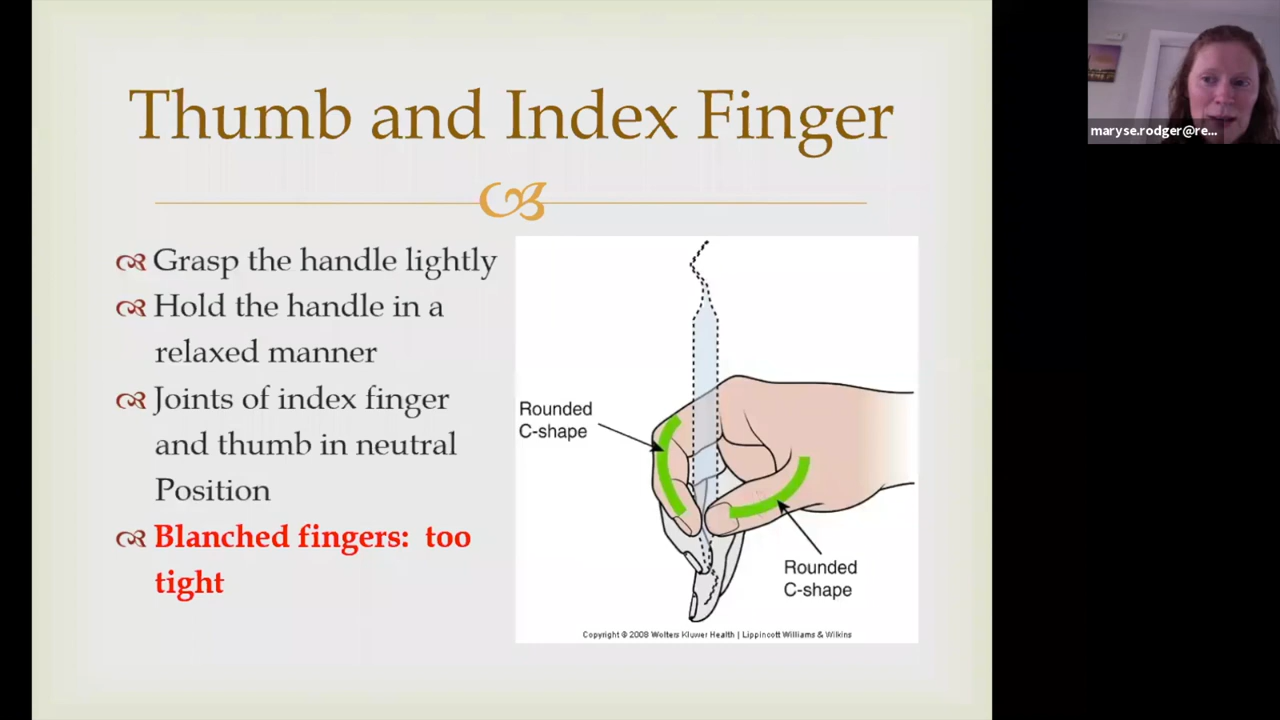 Thumb and Index Finger
Grasp the handle lightly
Hold the handle in a
relaxed manner
Joints of index finger
and thumb in neutral
Position
Blanched fingers:  too
tight
Rounded
C-shape
Rounded
C-shape
Copyright © 2008 Wolters Kluwer Health | Lippincott Williams & Wilkins
maryse.rodger@re...